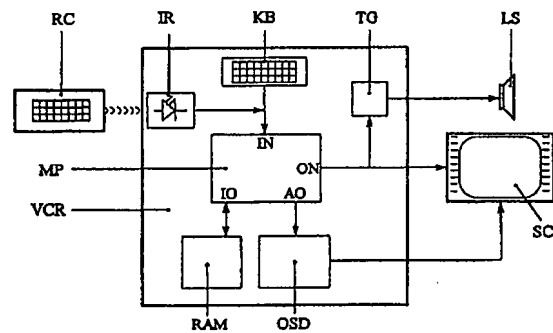 RC IR KB TG LS
IN
MP ON
IO AO
VCR
SC
RAM OSD